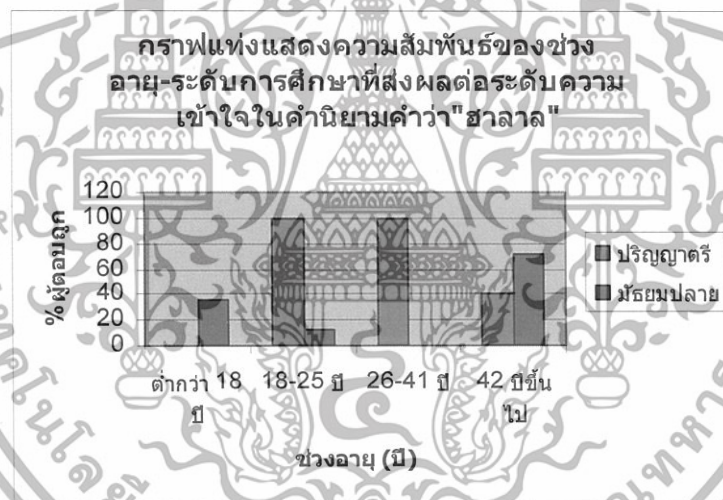 กราฟแท่งแสดงความสัมพันธ์ของช่วง
อายุ-ระดับการศึกษาที่ส่งผลต่อระดับความ
เข้าใจในคำนิยามคำว่า"ฮาลาล"
%ผู้ตอบถูก
120
100
80
60
40
20
0
ต่ำกว่า 18
ปี
18-25 ปี
26-41 ปี
42 ปีขึ้น
ไป
ช่วงอายุ (ปี)
ปริญญาตรี
มัธยมปลาย